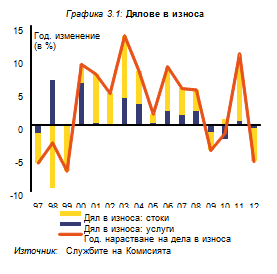 Графика 3.1: Дялове в износа
15
Год. изменение
(в %)
10
5
0
-5
-10
97 98 99 00 01 02 03 04 05 06 07 08 09 10 11 12
Дял в износа: стоки
Дял в износа: услуги
Год. нарастване на дела в износа
Източник: Службите на Комисията